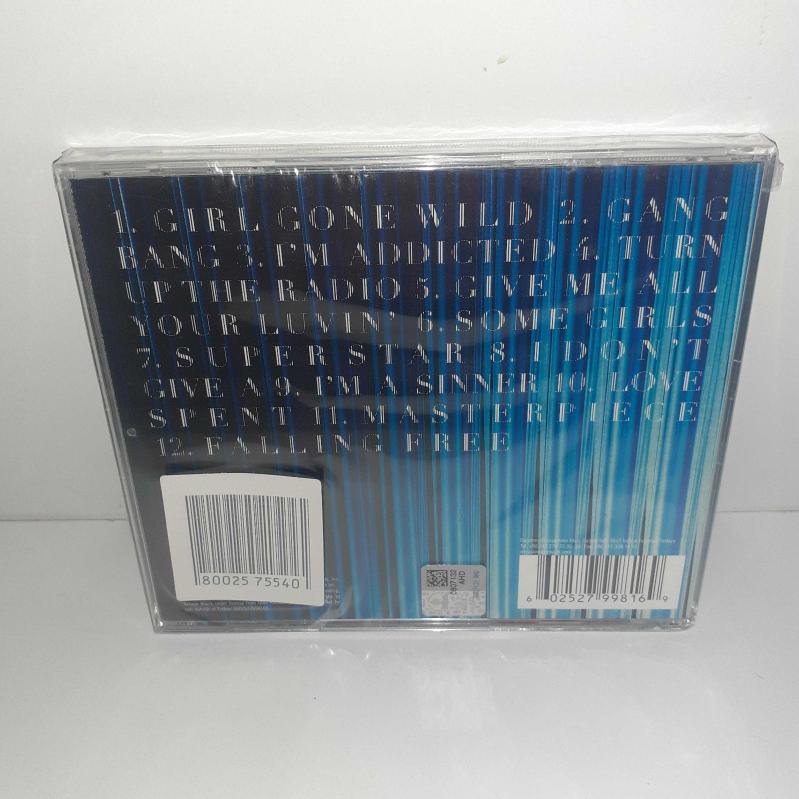 1. GIRL GONE WILD 2. GANG
BANG 3. I'M ADDICTED 4. TURN
UP THE RADIO 5. GIVE ME ALL
YOUR LUVIN' 6. SOME GIRLS
7. SUPERSTAR 8. I DON'T
GIVE A 9. I'M A SINNER 10. LOVE
SPENT 11. MASTERPIECE
12. FALLING FREE
80025 75540
0607132
AHD
6 02527 99816 9